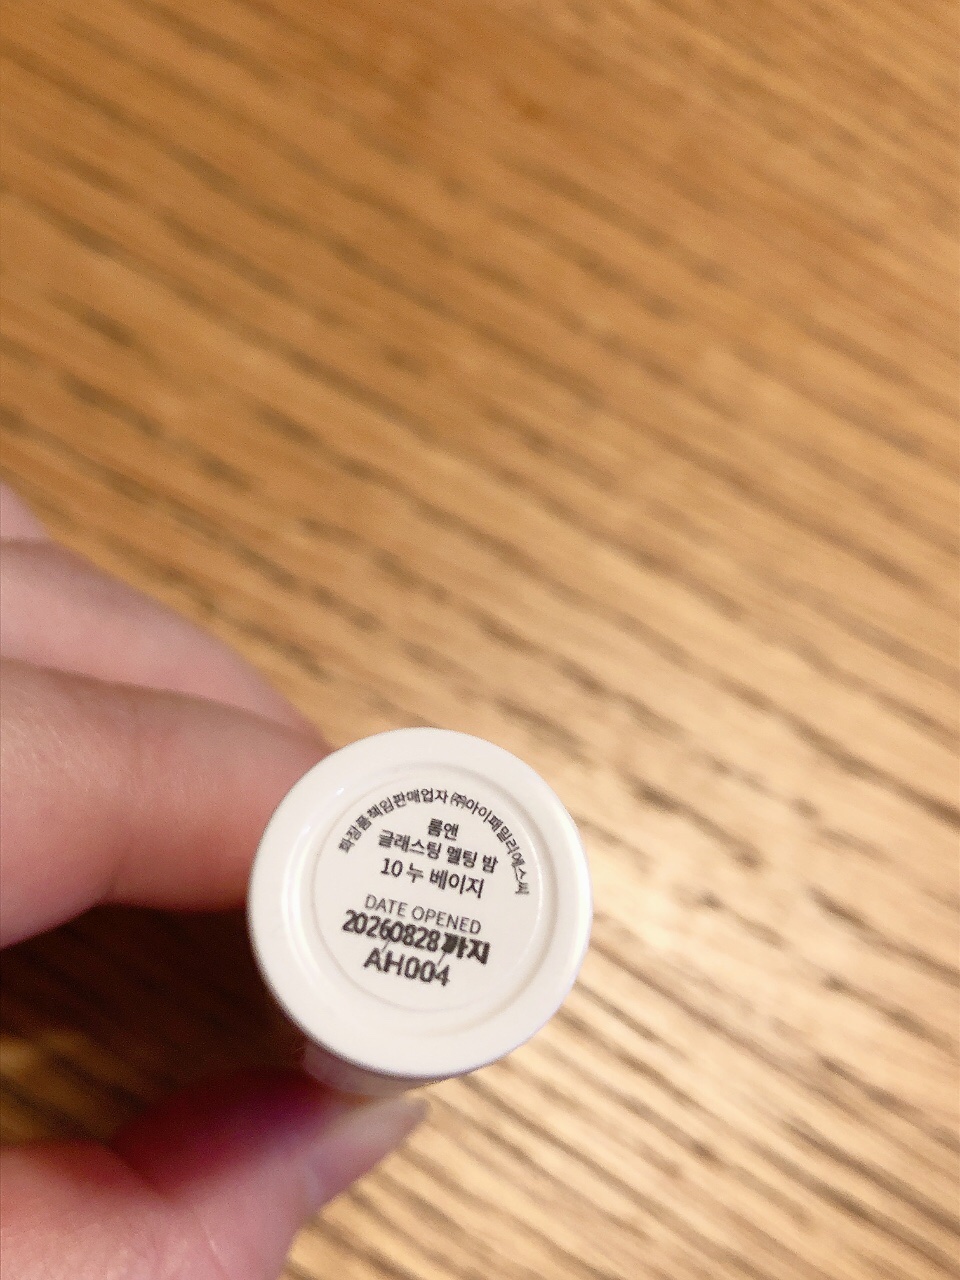 화장품책임판매업자 ㈜아이패밀리에스씨
롬앤
글래스팅 멜팅 밤
10 누 베이지
DATE OPENED
20260828까지
AH004